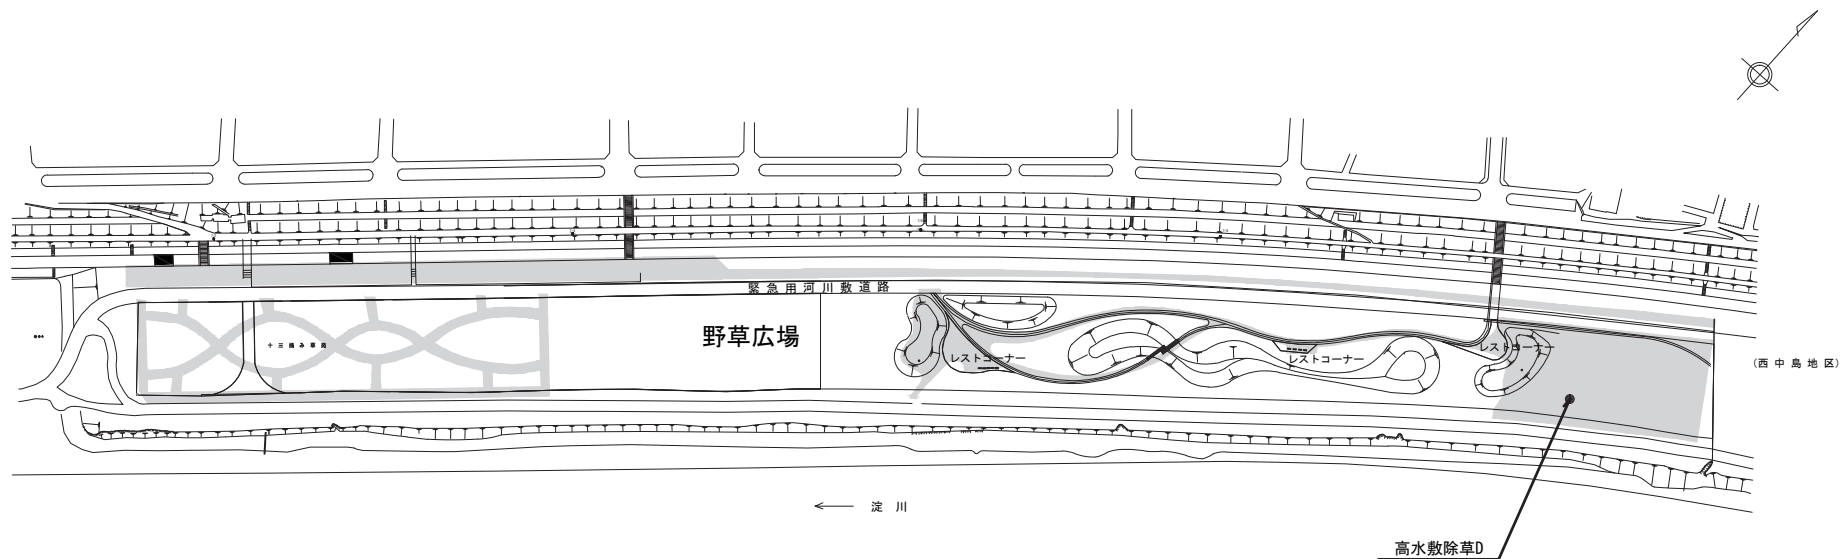 緊急用河川敷道路
野草広場
十三摘み草苑
レストコーナー
レストコーナー
レストコーナー
(西中島地区)
← 淀川
高水敷除草D